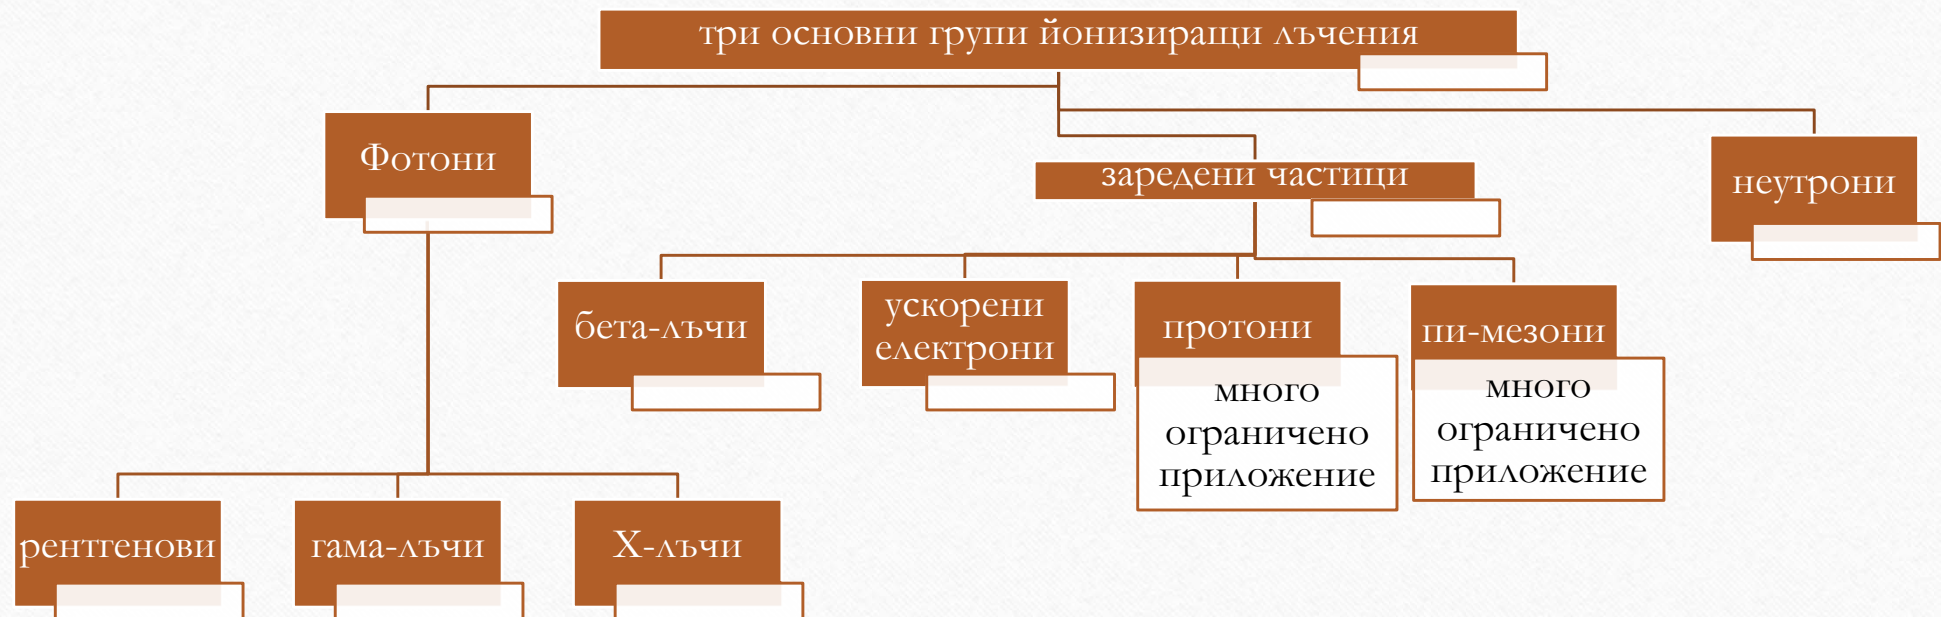 три основни групи йонизиращи лъчения
Фотони
заредени частици
неутрони
бета-лъчи
ускорени
електрони
протони
много
ограничено
приложение
пи-мезони
много
ограничено
приложение
рентгенови
гама-лъчи
Х-лъчи